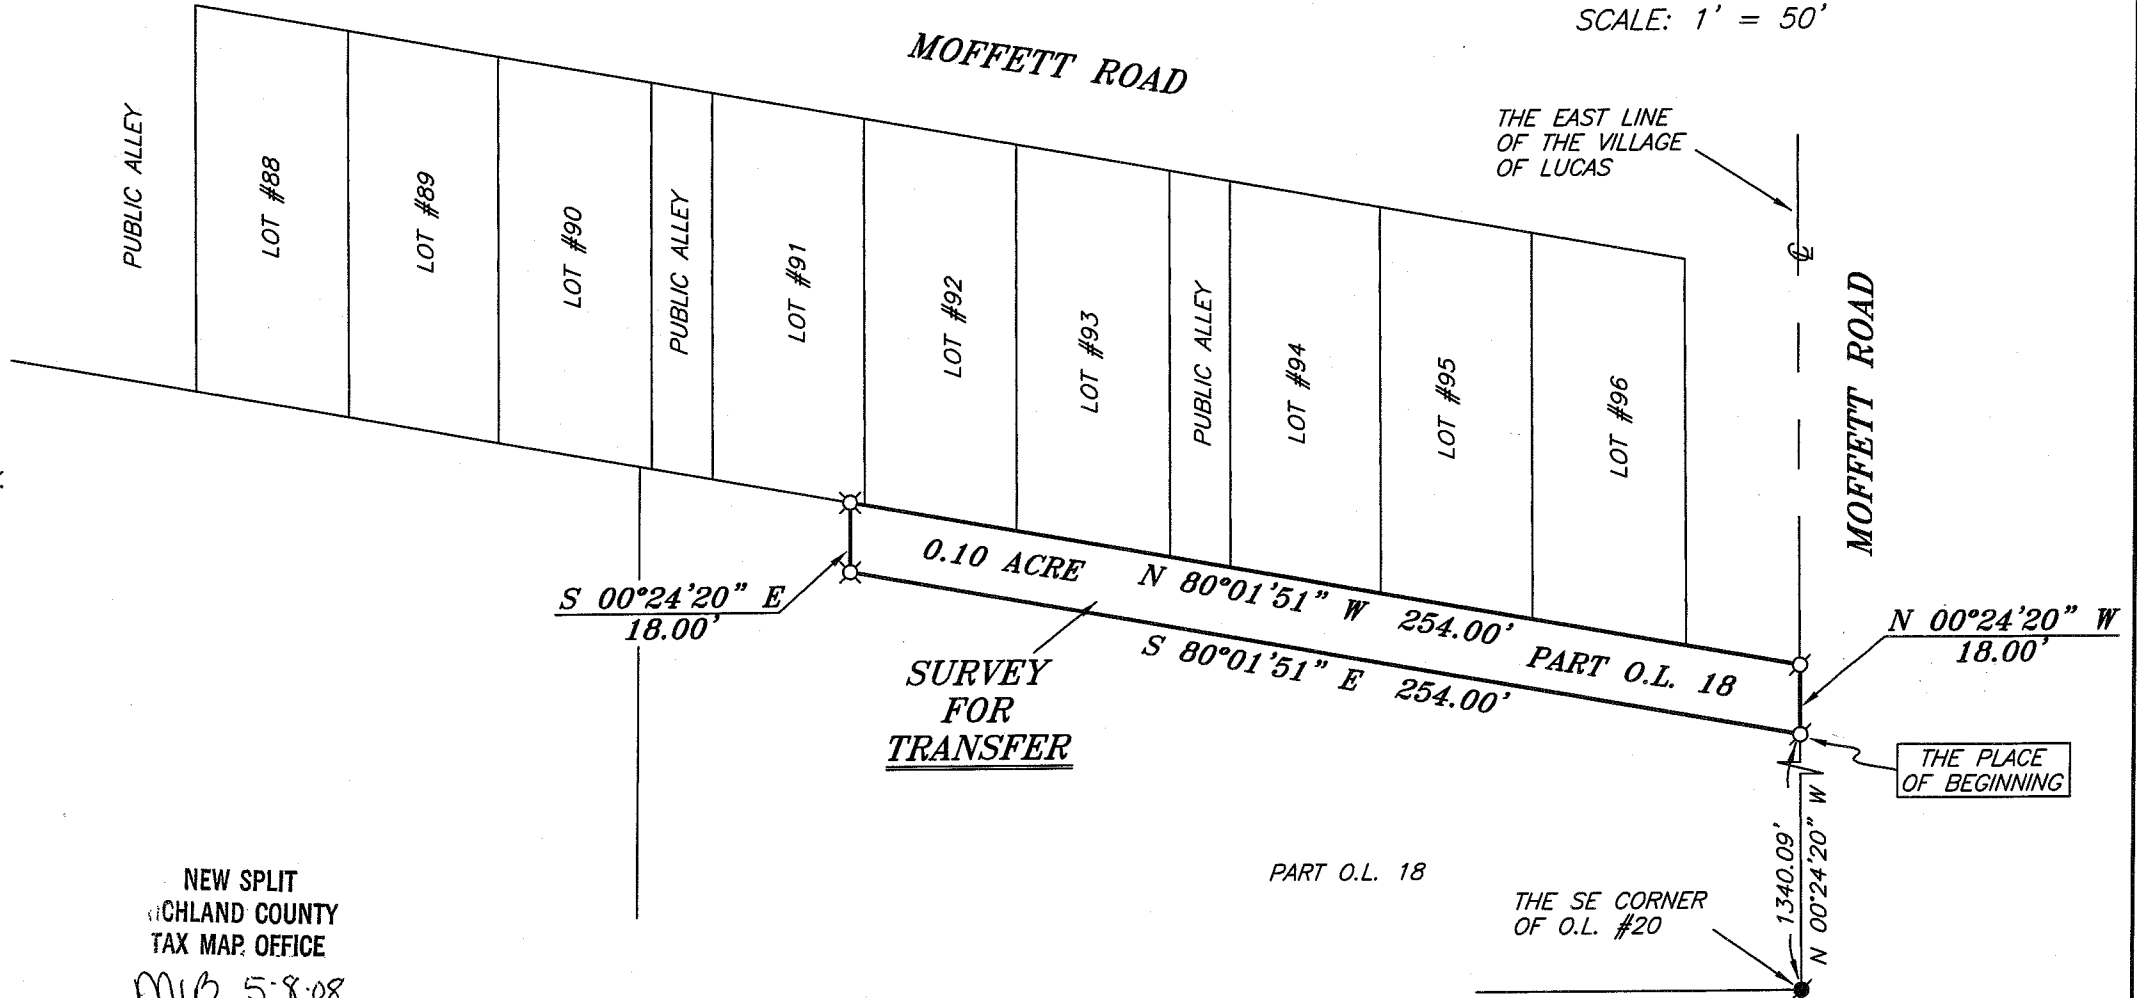 SCALE: 1' = 50'
MOFFETT ROAD
THE EAST LINE
OF THE VILLAGE
OF LUCAS
PUBLIC ALLEY
LOT #88
LOT #89
LOT #90
PUBLIC ALLEY
LOT #91
LOT #92
LOT #93
PUBLIC ALLEY
LOT #94
LOT #95
LOT #96
MOFFETT ROAD
0.10 ACRE
N 80°01'51" W 254.00'
PART O.L. 18
S 80°01'51" E 254.00'
S 00°24'20" E
18.00'
N 00°24'20" W
18.00'
SURVEY
FOR
TRANSFER
THE PLACE
OF BEGINNING
1340.09'
N 00°24'20" W
PART O.L. 18
THE SE CORNER
OF O.L. #20
NEW SPLIT
ICHLAND COUNTY
TAX MAP OFFICE
5-8-08